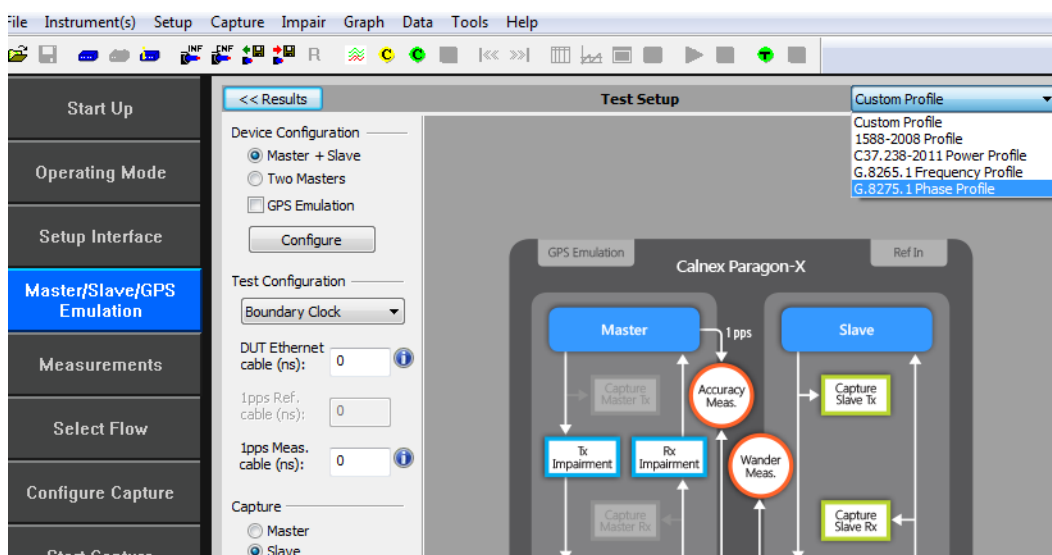 File Instrument(s) Setup Capture Impair Graph Data Tools Help
INF INF R C C T
Start Up
Operating Mode
Setup Interface
Master/Slave/GPS
Emulation
Measurements
Select Flow
Configure Capture
Start Capture
<< Results
Test Setup
Custom Profile
Custom Profile
1588-2008 Profile
C37.238-2011 Power Profile
G.8265.1 Frequency Profile
G.8275.1 Phase Profile
Device Configuration
Master + Slave
Two Masters
GPS Emulation
Configure
Test Configuration
Boundary Clock
DUT Ethernet
cable (ns): 0
1pps Ref.
cable (ns): 0
1pps Meas.
cable (ns): 0
Capture
Master
Slave
GPS Emulation
Calnex Paragon-X
Ref In
Master
1 pps
Slave
Capture
Master Tx
Accuracy
Meas.
Capture
Slave Tx
Tx
Impairment
Rx
Impairment
Wander
Meas.
Capture
Master Rx
Capture
Slave Rx